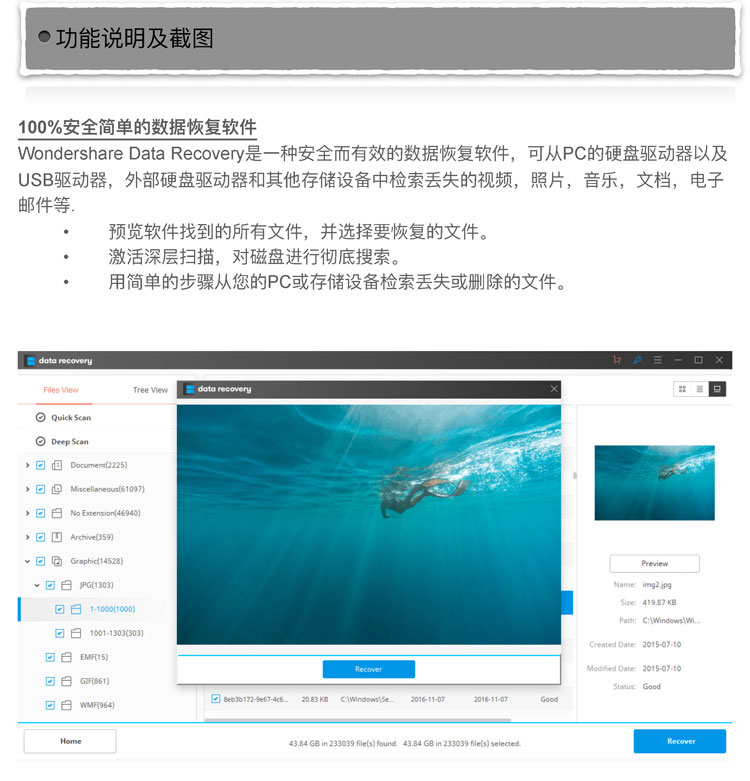 功能说明及截图
100%安全简单的数据恢复软件
Wondershare Data Recovery是一种安全而有效的数据恢复软件，可从PC的硬盘驱动器以及
USB驱动器，外部硬盘驱动器和其他存储设备中检索丢失的视频，照片，音乐，文档，电子
邮件等.
• 预览软件找到的所有文件，并选择要恢复的文件。
• 激活深层扫描，对磁盘进行彻底搜索。
• 用简单的步骤从您的PC或存储设备检索丢失或删除的文件。
data recovery
Files View
Tree View
data recovery
Quick Scan
Deep Scan
Document(2225)
Miscellaneous(61097)
No Extension(46940)
Archive(359)
Graphic(14528)
JPG(1303)
1-1000(1000)
1001-1303(303)
EMF(15)
GIF(861)
WMF(964)
Recover
8eb3b172-9e67-4c6... 20.83 KB C:\Windows\Se... 2016-11-07 2016-11-07 Good
Preview
Name: img2.jpg
Size: 419.87 KB
Path: C:\Windows\Wi...
Created Date: 2015-07-10
Modified Date: 2015-07-10
Status: Good
Home
43.84 GB in 233039 file(s) found. 43.84 GB in 233039 file(s) selected.
Recover